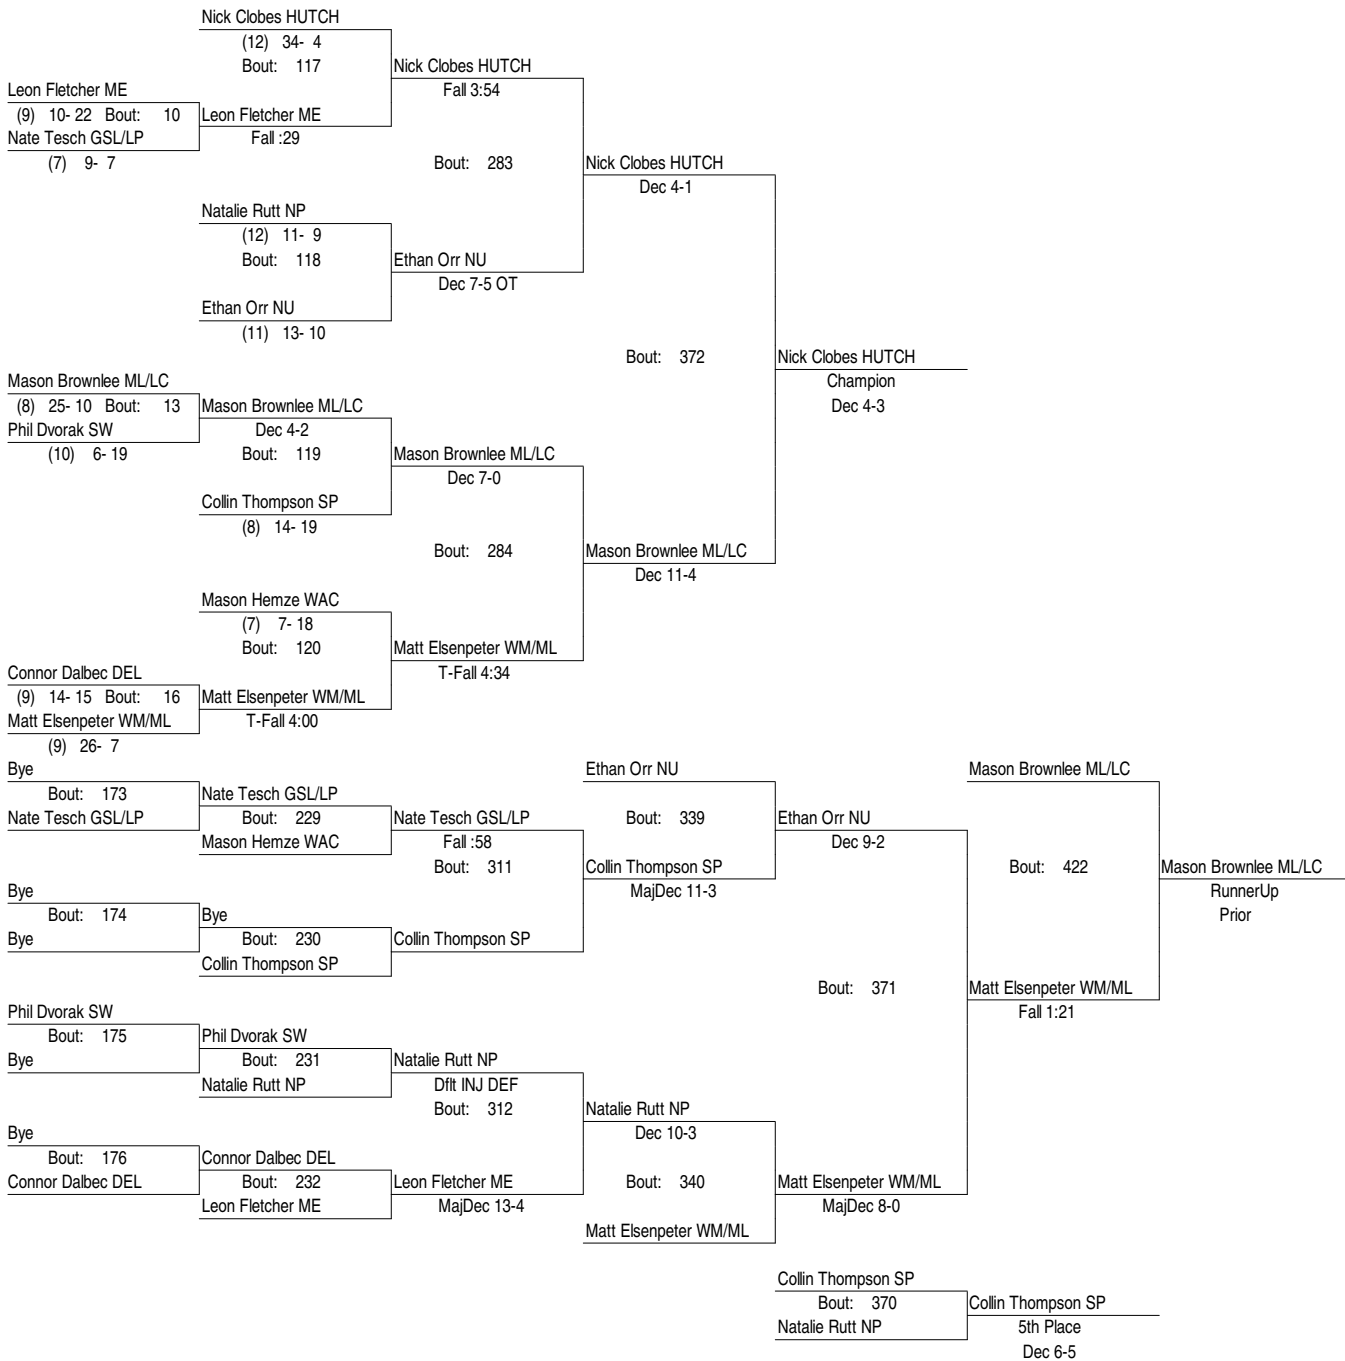 Nick Clobes HUTCH
(12) 34- 4
Bout: 117
Nick Clobes HUTCH
Fall 3:54
Leon Fletcher ME
(9) 10- 22 Bout: 10
Leon Fletcher ME
Nate Tesch GSL/LP
Fall :29
(7) 9- 7
Bout: 283
Nick Clobes HUTCH
Dec 4-1
Natalie Rutt NP
(12) 11- 9
Bout: 118
Ethan Orr NU
Dec 7-5 OT
Ethan Orr NU
(11) 13- 10
Bout: 372
Nick Clobes HUTCH
Champion
Dec 4-3
Mason Brownlee ML/LC
(8) 25- 10 Bout: 13
Mason Brownlee ML/LC
Phil Dvorak SW
Dec 4-2
(10) 6- 19
Bout: 119
Mason Brownlee ML/LC
Dec 7-0
Collin Thompson SP
(8) 14- 19
Bout: 284
Mason Brownlee ML/LC
Dec 11-4
Mason Hemze WAC
(7) 7- 18
Bout: 120
Matt Elsenpeter WM/ML
T-Fall 4:34
Connor Dalbec DEL
(9) 14- 15 Bout: 16
Matt Elsenpeter WM/ML
Matt Elsenpeter WM/ML
T-Fall 4:00
(9) 26- 7
Bye
Ethan Orr NU
Mason Brownlee ML/LC
Bout: 173
Nate Tesch GSL/LP
Nate Tesch GSL/LP
Bout: 229
Nate Tesch GSL/LP
Bout: 339
Ethan Orr NU
Mason Hemze WAC
Fall :58
Dec 9-2
Bout: 311
Collin Thompson SP
Bout: 422
Mason Brownlee ML/LC
Bye
MajDec 11-3
RunnerUp
Bout: 174
Bye
Prior
Bye
Bout: 230
Collin Thompson SP
Collin Thompson SP
Bout: 371
Matt Elsenpeter WM/ML
Fall 1:21
Phil Dvorak SW
Bout: 175
Phil Dvorak SW
Bye
Bout: 231
Natalie Rutt NP
Natalie Rutt NP
Dflt INJ DEF
Bout: 312
Natalie Rutt NP
Bye
Dec 10-3
Bout: 176
Connor Dalbec DEL
Connor Dalbec DEL
Bout: 232
Leon Fletcher ME
Bout: 340
Matt Elsenpeter WM/ML
Leon Fletcher ME
MajDec 13-4
MajDec 8-0
Matt Elsenpeter WM/ML
Collin Thompson SP
Bout: 370
Collin Thompson SP
Natalie Rutt NP
5th Place
Dec 6-5